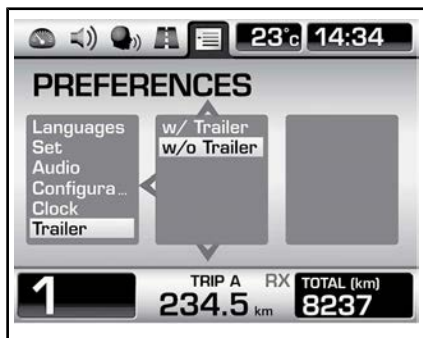 23°c 14:34
PREFERENCES
Languages
Set
Audio
Configura...
Clock
Trailer
w/ Trailer
w/o Trailer
1
TRIP A
234.5 km
RX
TOTAL (km)
8237